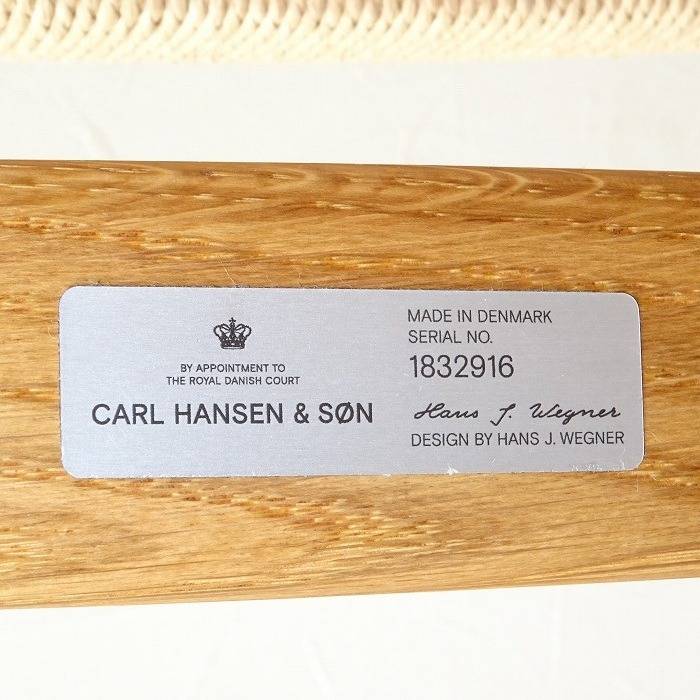 BY APPOINTMENT TO
THE ROYAL DANISH COURT
CARL HANSEN & SØN
MADE IN DENMARK
SERIAL NO.
1832916
Hans J. Wegner
DESIGN BY HANS J. WEGNER